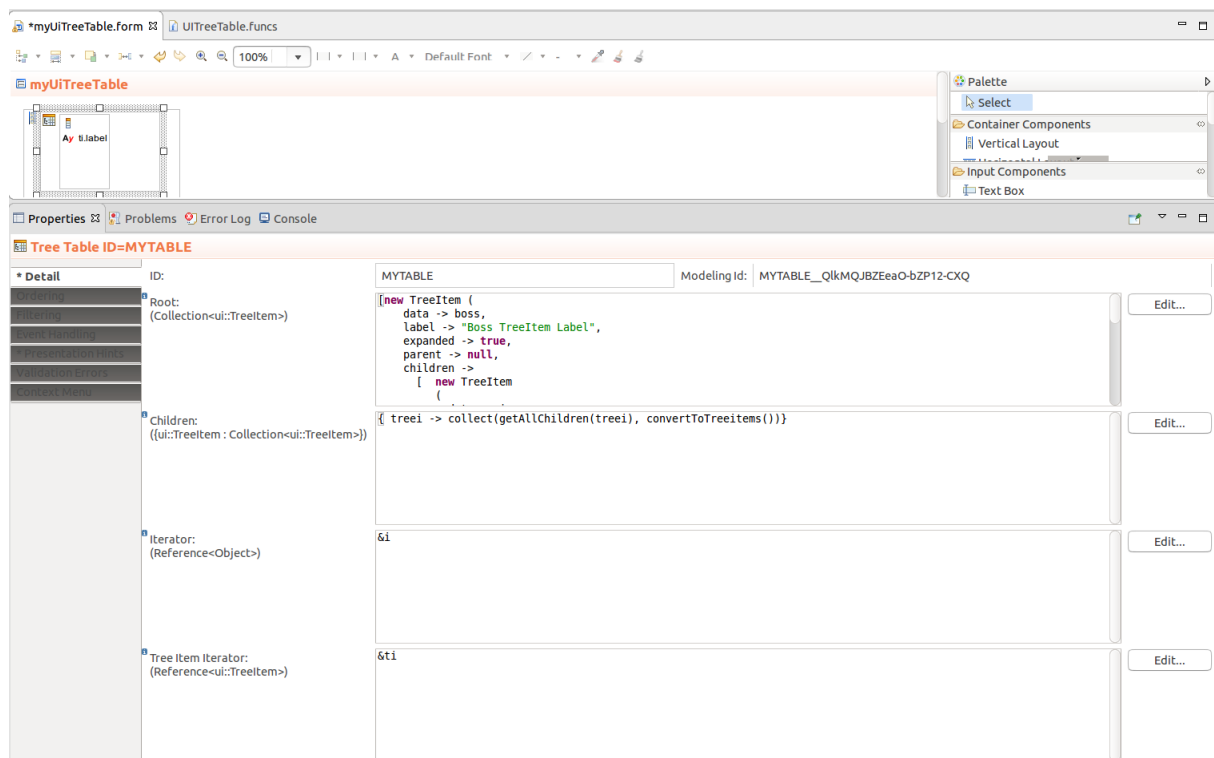 *myUiTreeTable.form UITreeTable.funcs
100% A Default Font
myUiTreeTable
Palette
Select
Container Components
Vertical Layout
Input Components
Text Box
Ay ti.label
Properties Problems Error Log Console
Tree Table ID=MYTABLE
* Detail
Ordering
Filtering
Event Handling
* Presentation Hints
Validation Errors
Context Menu
ID: MYTABLE Modeling Id: MYTABLE__QlkMQJBZEeaO-bZP12-CXQ
Root:
(Collection<ui::TreeItem>)
[new TreeItem (
data -> boss,
label -> "Boss TreeItem Label",
expanded -> true,
parent -> null,
children ->
[ new TreeItem
(
Edit...
Children:
({ui::TreeItem : Collection<ui::TreeItem>})
{ treei -> collect(getAllChildren(treei), convertToTreeitems())}
Edit...
Iterator:
(Reference<Object>)
&i
Edit...
Tree Item Iterator:
(Reference<ui::TreeItem>)
&ti
Edit...